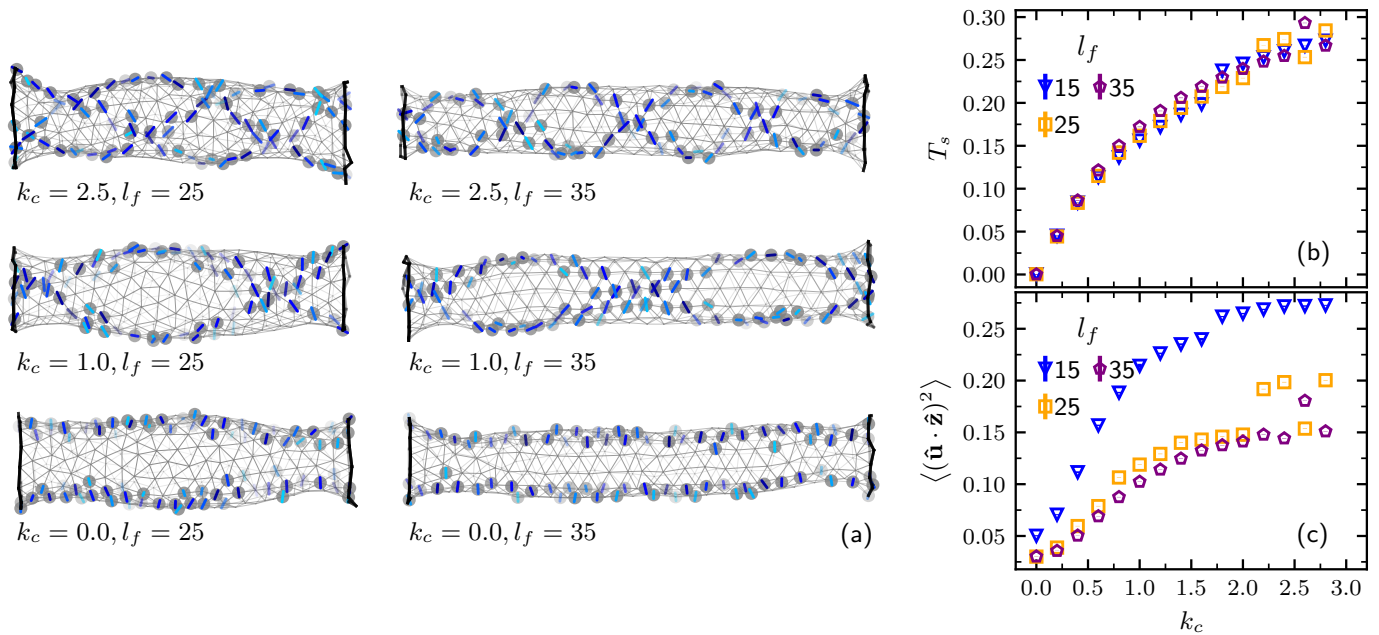 k_c = 2.5, l_f = 25
k_c = 2.5, l_f = 35
k_c = 1.0, l_f = 25
k_c = 1.0, l_f = 35
k_c = 0.0, l_f = 25
k_c = 0.0, l_f = 35
(a)
0.30
0.25
0.20
0.15
0.10
0.05
0.00
T_s
l_f
15 35
25
(b)
0.25
0.20
0.15
0.10
0.05
⟨(û · ẑ)²⟩
l_f
15 35
25
(c)
0.0 0.5 1.0 1.5 2.0 2.5 3.0
k_c